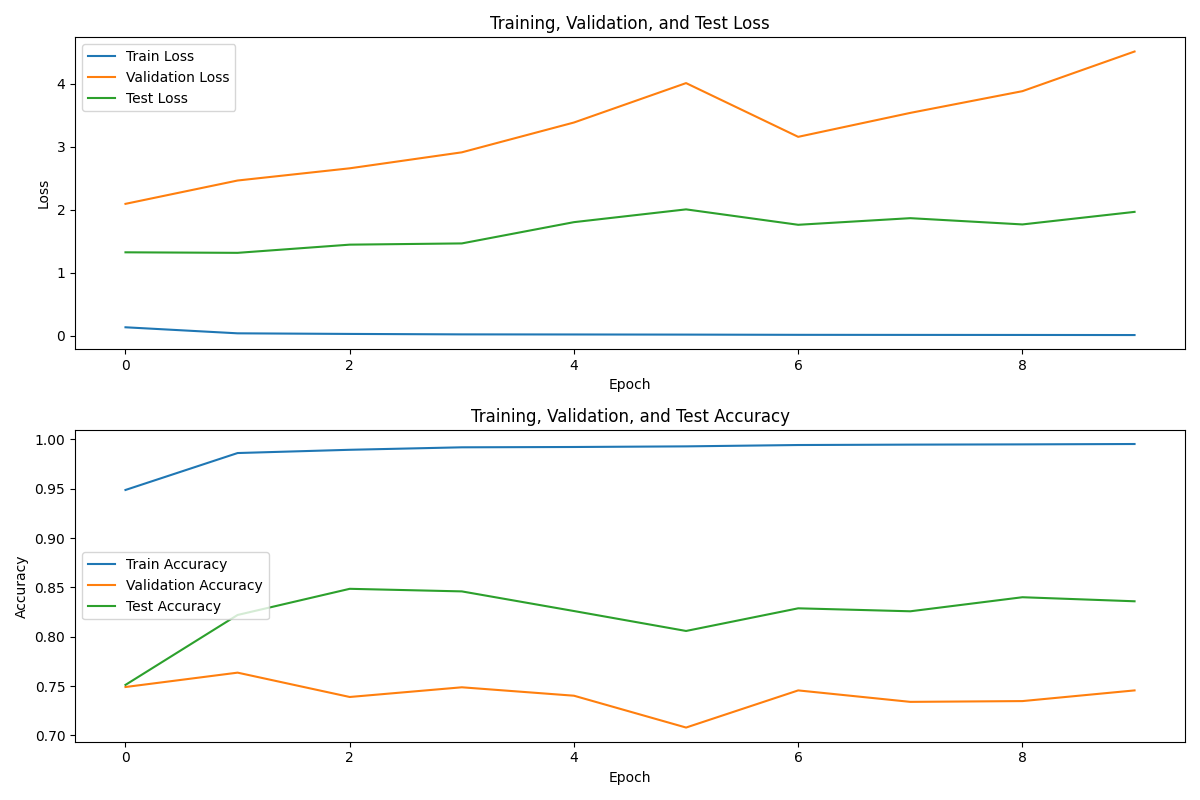 Training, Validation, and Test Loss
Train Loss
Validation Loss
Test Loss
4
3
2
1
0
Loss
0 2 4 6 8
Epoch
Training, Validation, and Test Accuracy
1.00
0.95
0.90
0.85
0.80
0.75
0.70
Accuracy
Train Accuracy
Validation Accuracy
Test Accuracy
0 2 4 6 8
Epoch